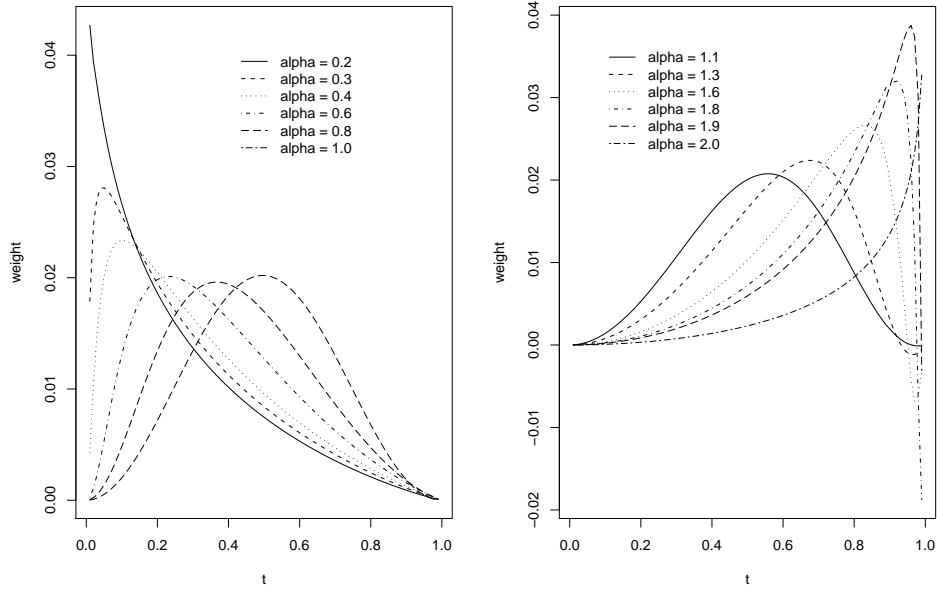 0.00
0.01
0.02
0.03
0.04
weight
alpha = 0.2
alpha = 0.3
alpha = 0.4
alpha = 0.6
alpha = 0.8
alpha = 1.0
0.0 0.2 0.4 0.6 0.8 1.0
t
−0.02
−0.01
0.00
0.01
0.02
0.03
0.04
weight
alpha = 1.1
alpha = 1.3
alpha = 1.6
alpha = 1.8
alpha = 1.9
alpha = 2.0
0.0 0.2 0.4 0.6 0.8 1.0
t